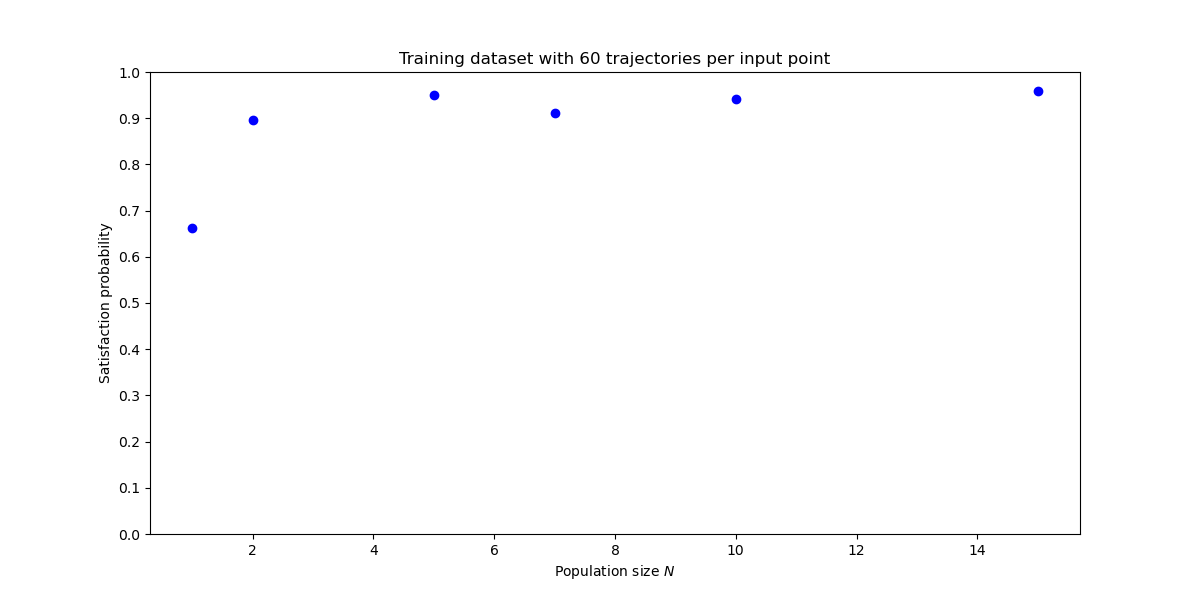 Training dataset with 60 trajectories per input point
1.0
0.9
0.8
0.7
0.6
0.5
0.4
0.3
0.2
0.1
0.0
Satisfaction probability
2 4 6 8 10 12 14
Population size N